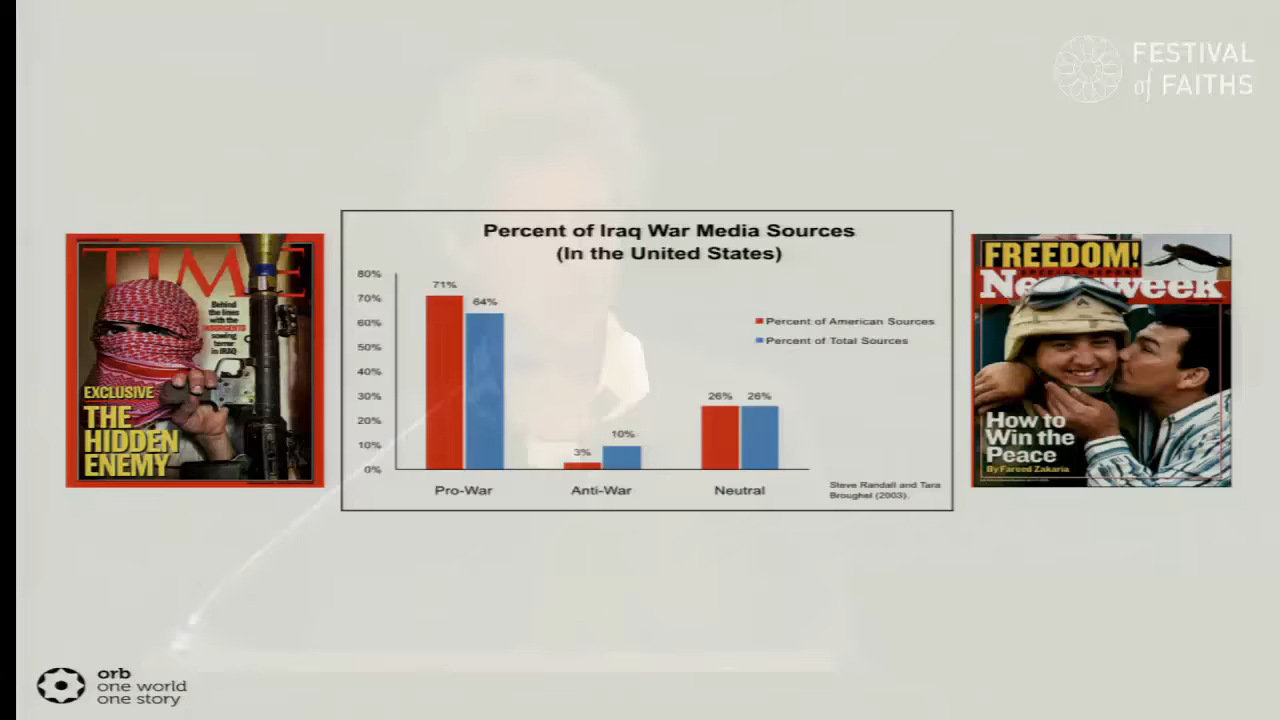 FESTIVAL
of FAITHS
TIME
Behind
the lines
with the
INSURGENTS
sowing
terror
in IRAQ
EXCLUSIVE
THE
HIDDEN
ENEMY
Percent of Iraq War Media Sources
(In the United States)
80%
70%
60%
50%
40%
30%
20%
10%
0%
71%
64%
3%
10%
26%
26%
Percent of American Sources
Percent of Total Sources
Pro-War
Anti-War
Neutral
Steve Randall and Tara
Broughel (2003).
FREEDOM!
SPECIAL REPORT
Newsweek
How to
Win the
Peace
By Fareed Zakaria
orb
one world
one story